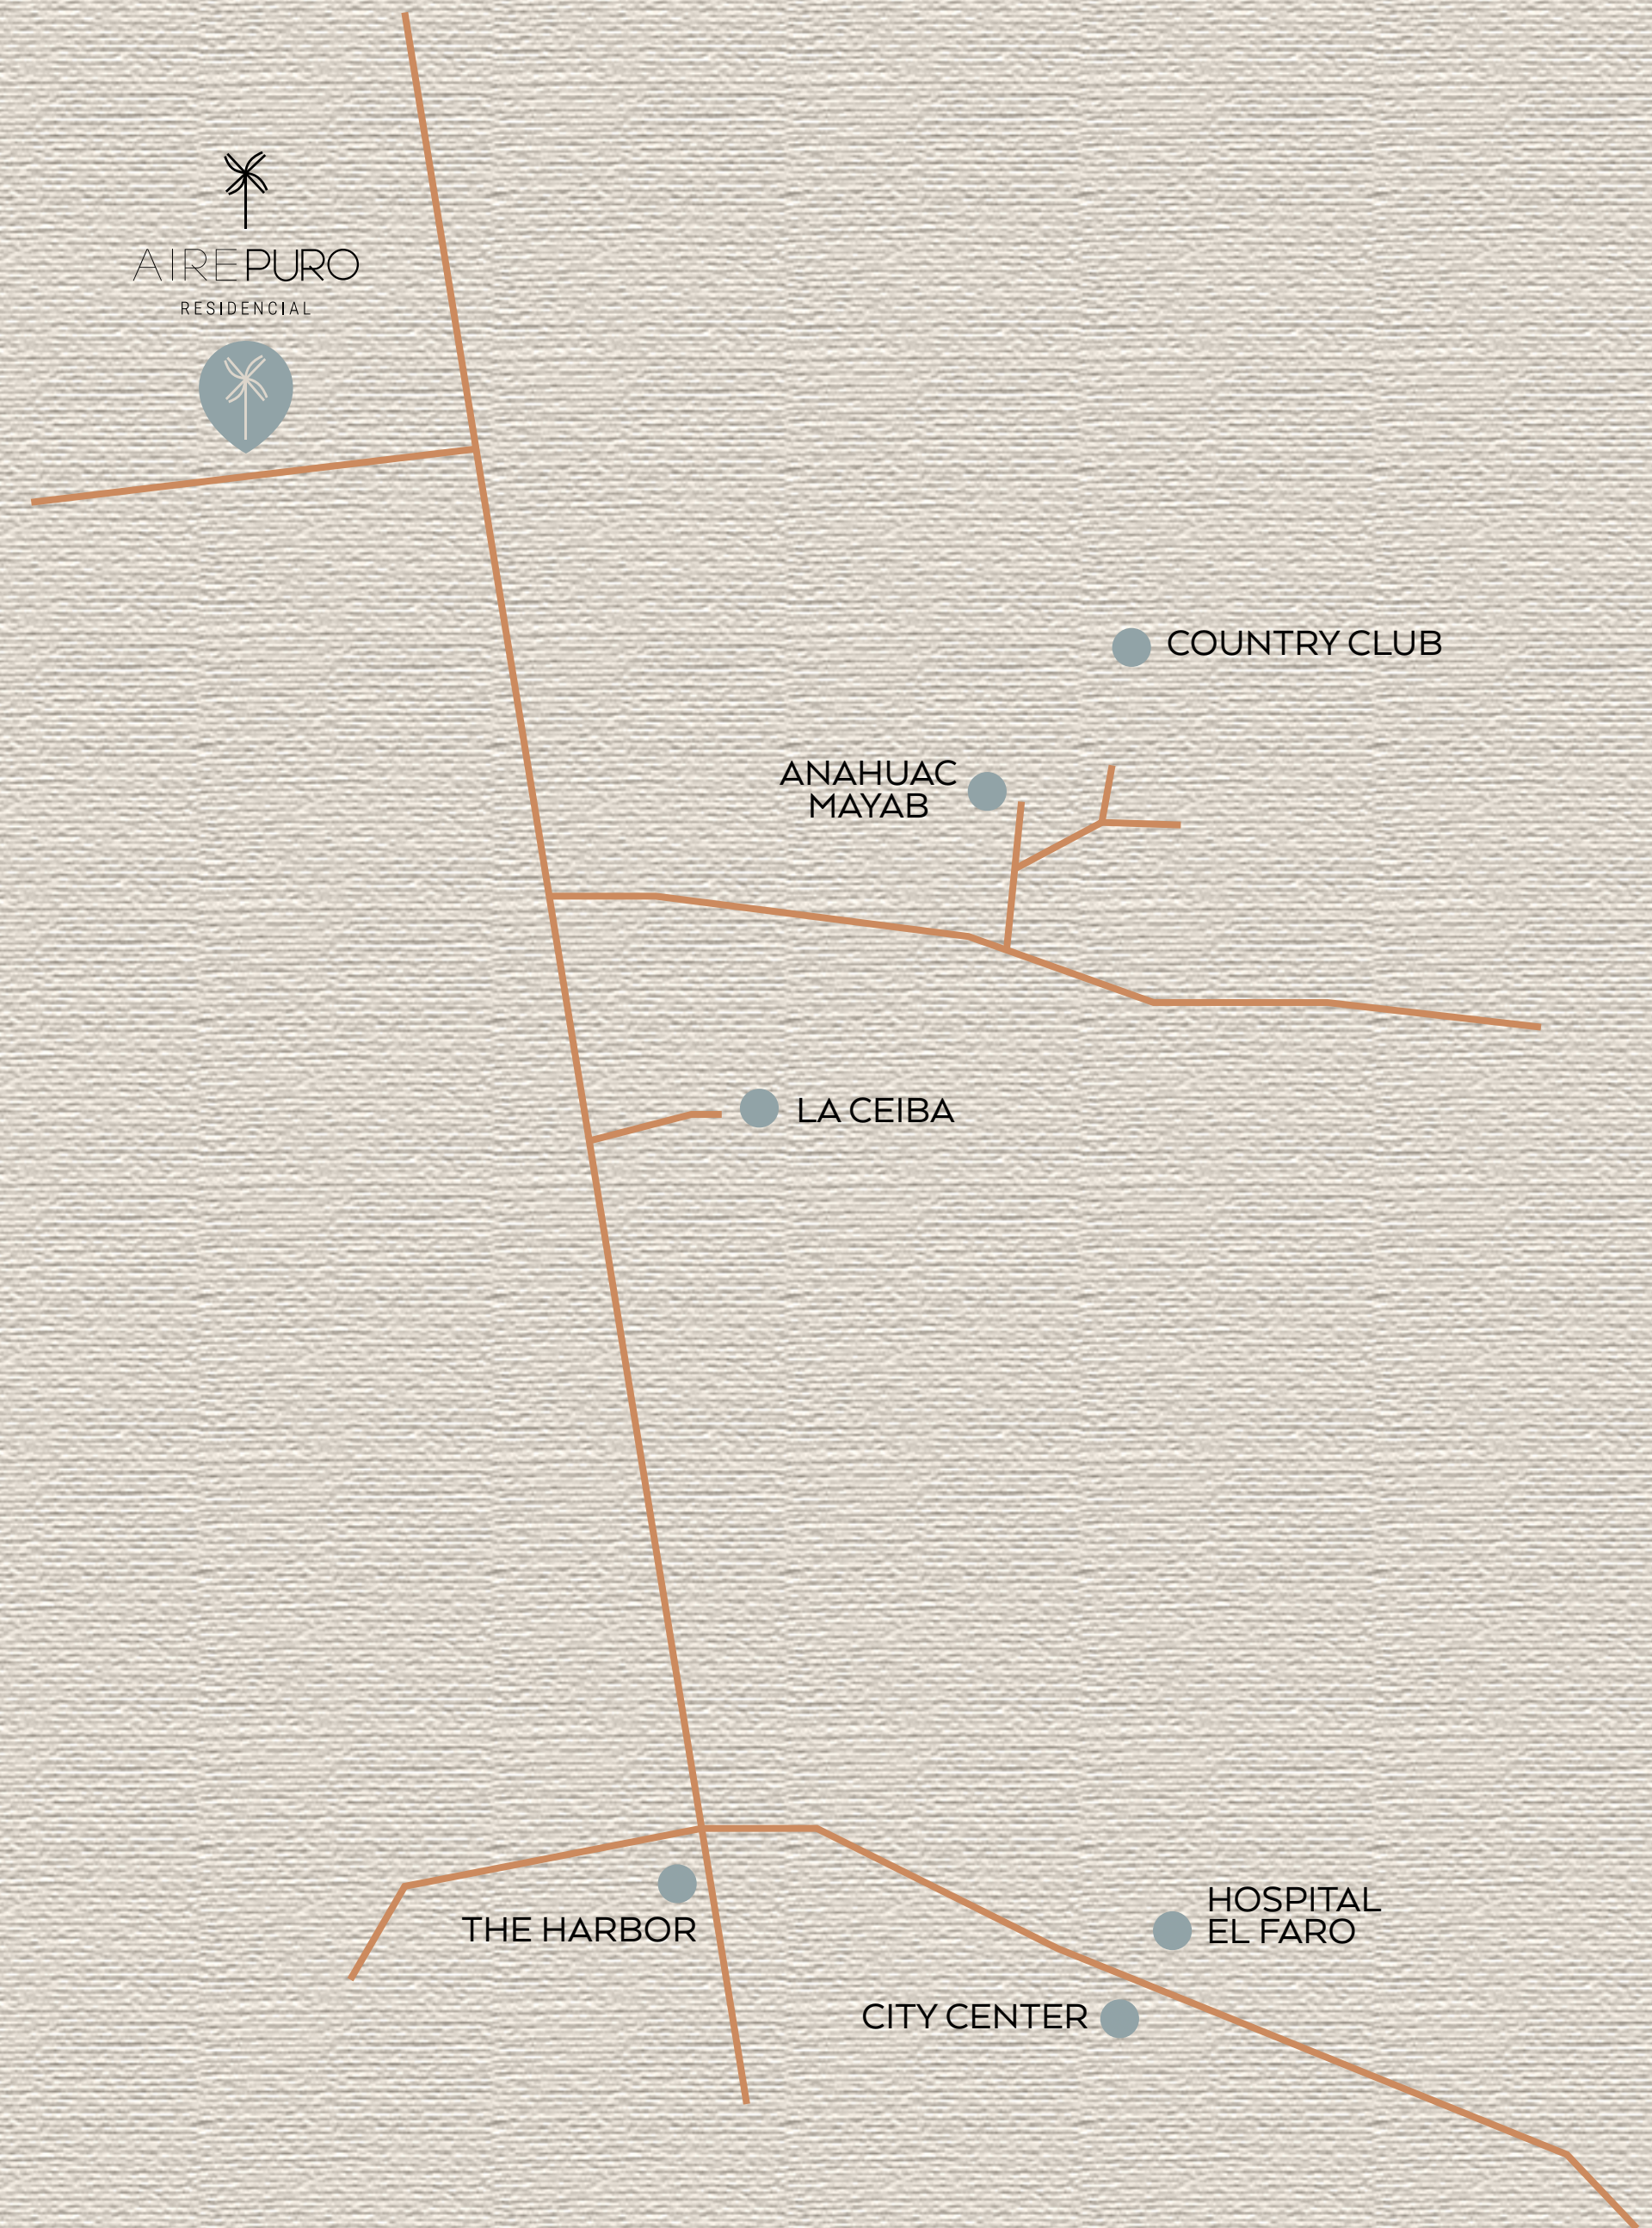 AIREPURO
RESIDENCIAL
COUNTRY CLUB
ANAHUAC
MAYAB
LA CEIBA
THE HARBOR
HOSPITAL
EL FARO
CITY CENTER